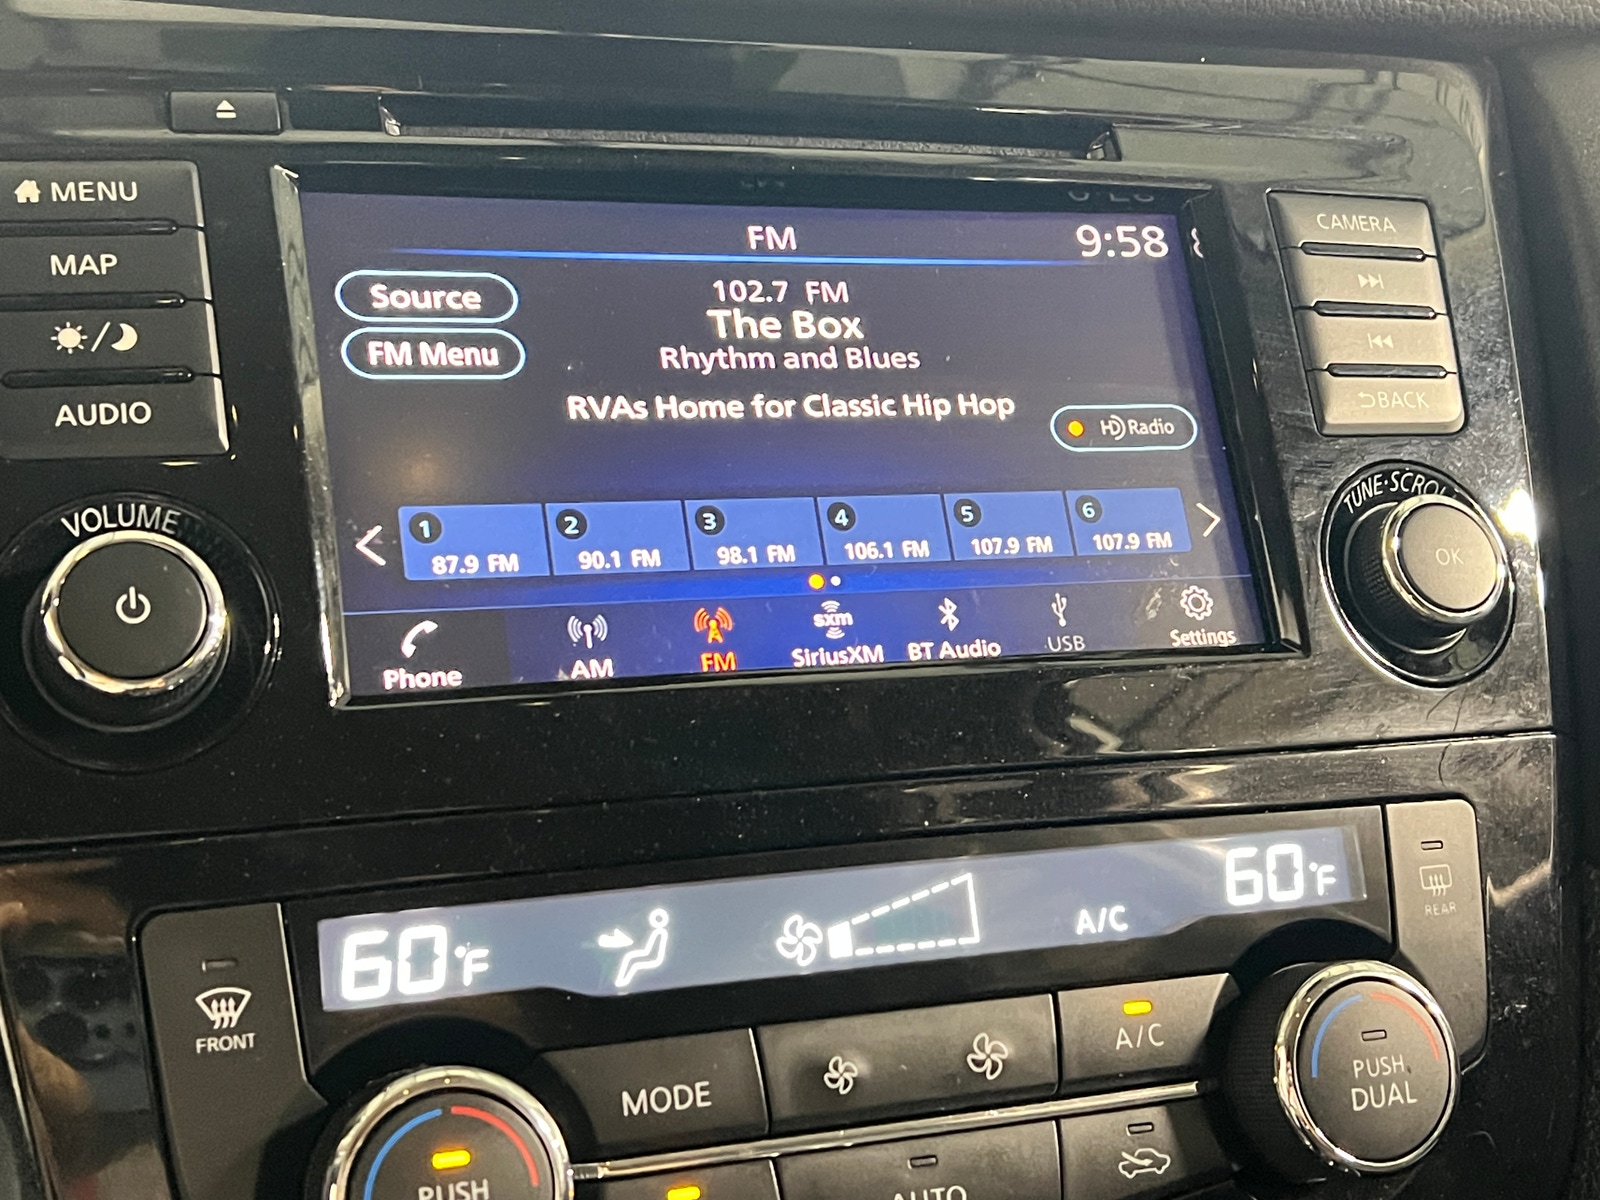 MENU
MAP
AUDIO
VOLUME
FM
9:58
Source
FM Menu
102.7 FM
The Box
Rhythm and Blues
RVAs Home for Classic Hip Hop
HD Radio
1
87.9 FM
2
90.1 FM
3
98.1 FM
4
106.1 FM
5
107.9 FM
6
107.9 FM
Phone
AM
FM
sxm
SiriusXM
BT Audio
USB
Settings
CAMERA
BACK
TUNE·SCROLL
OK
60°F
A/C
60°F
FRONT
REAR
MODE
A/C
PUSH
DUAL
PUSH
AUTO